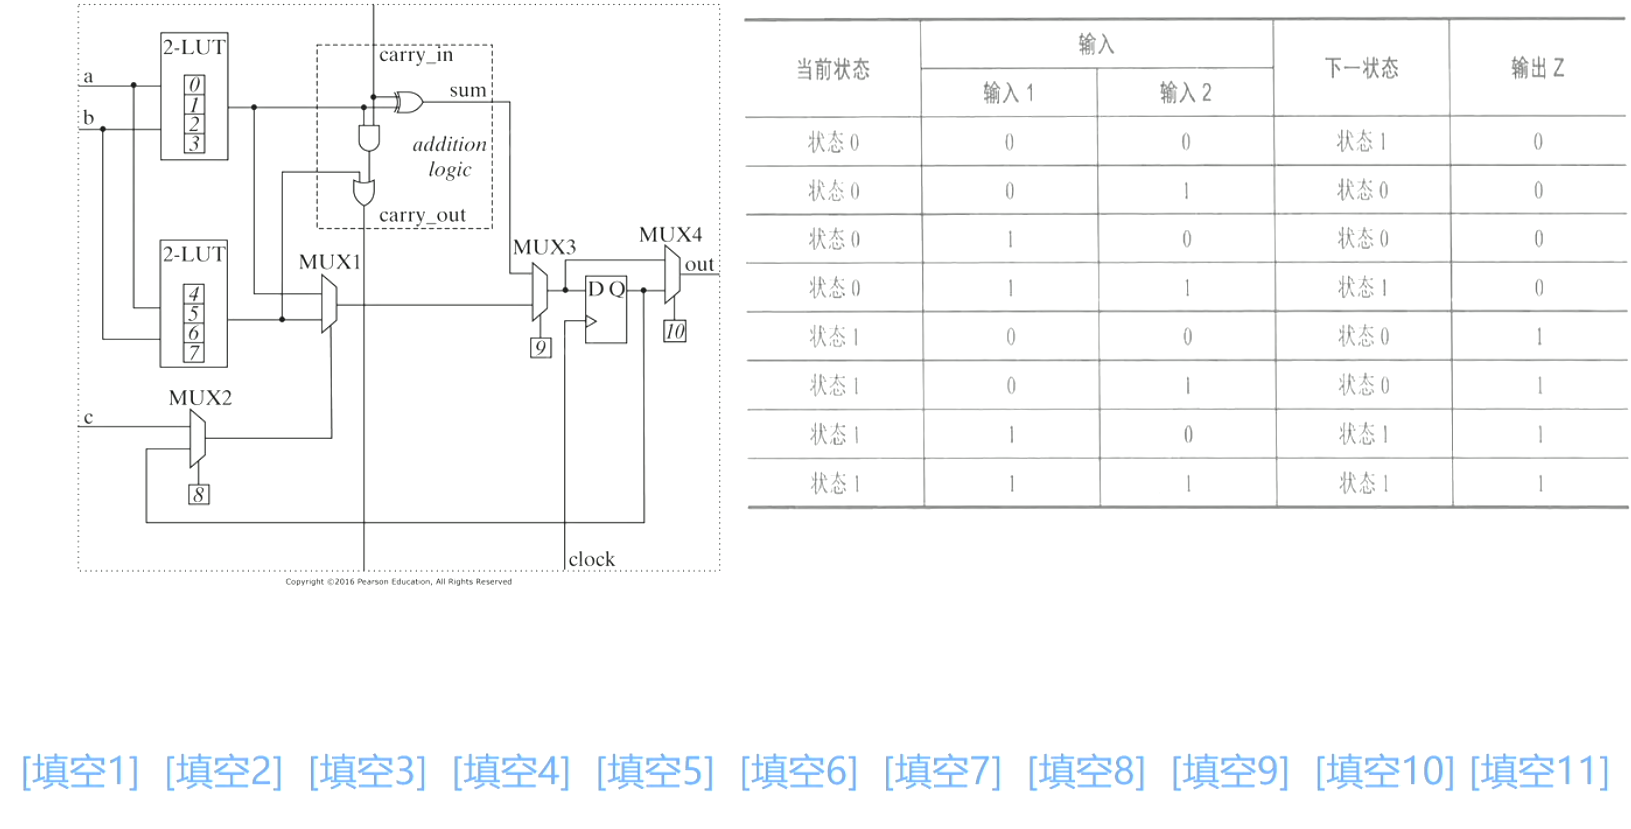 2-LUT
carry_in
a
0
1
2
3
sum
b
addition
logic
carry_out
2-LUT
MUX1
MUX3
MUX4
out
4
5
6
7
D Q
9
10
MUX2
c
8
clock
Copyright ©2016 Pearson Education, All Rights Reserved
当前状态 输入 下一状态 输出 Z
输入 1 输入 2
状态 0 0 0 状态 1 0
状态 0 0 1 状态 0 0
状态 0 1 0 状态 0 0
状态 0 1 1 状态 1 0
状态 1 0 0 状态 0 1
状态 1 0 1 状态 0 1
状态 1 1 0 状态 1 1
状态 1 1 1 状态 1 1
[填空1] [填空2] [填空3] [填空4] [填空5] [填空6] [填空7] [填空8] [填空9] [填空10] [填空11]